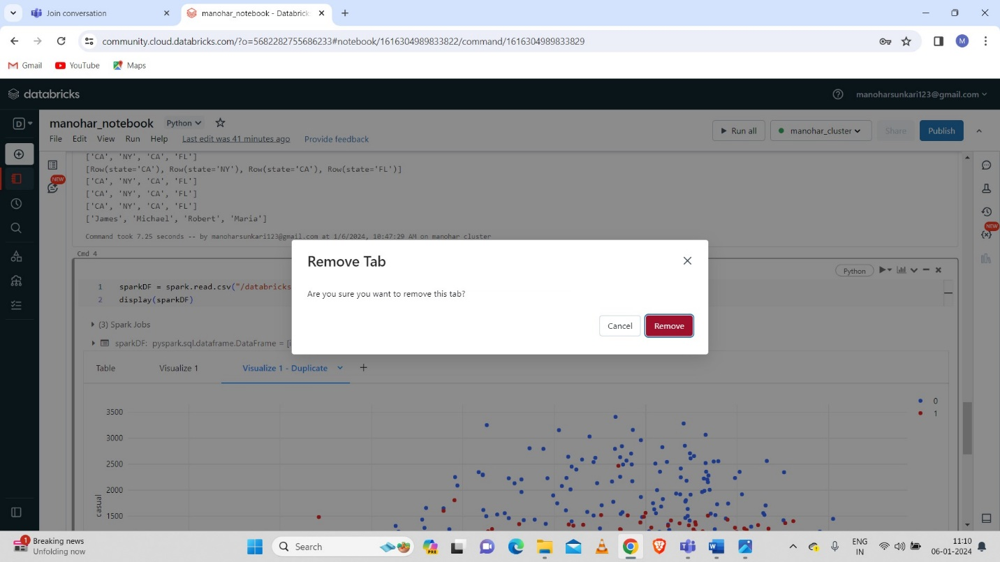 Join conversation
manohar_notebook - Databrick
community.cloud.databricks.com/?o=5682282755686233#notebook/1616304989833822/command/1616304989833829
M
Gmail
YouTube
Maps
databricks
manoharsunkari123@gmail.com
D
manohar_notebook
Python
File Edit View Run Help Last edit was 41 minutes ago Provide feedback
Run all
manohar_cluster
Share
Publish
NEW
NEW
['CA', 'NY', 'CA', 'FL']
[Row(state='CA'), Row(state='NY'), Row(state='CA'), Row(state='FL')]
['CA', 'NY', 'CA', 'FL']
['CA', 'NY', 'CA', 'FL']
['CA', 'NY', 'CA', 'FL']
['James', 'Michael', 'Robert', 'Maria']
Command took 7.25 seconds -- by manoharsunkari123@gmail.com at 1/6/2024, 10:47:29 AM on manohar_cluster
Cmd 4
Python
1 sparkDF = spark.read.csv("/databricks
2 display(sparkDF)
(3) Spark Jobs
sparkDF: pyspark.sql.dataframe.DataFrame = [i
Remove Tab
Are you sure you want to remove this tab?
Cancel
Remove
Table
Visualize 1
Visualize 1 - Duplicate
0
1
3500
3000
2500
2000
1500
casual
1
Breaking news
Unfolding now
Search
PRE
ENG
IN
11:10
06-01-2024